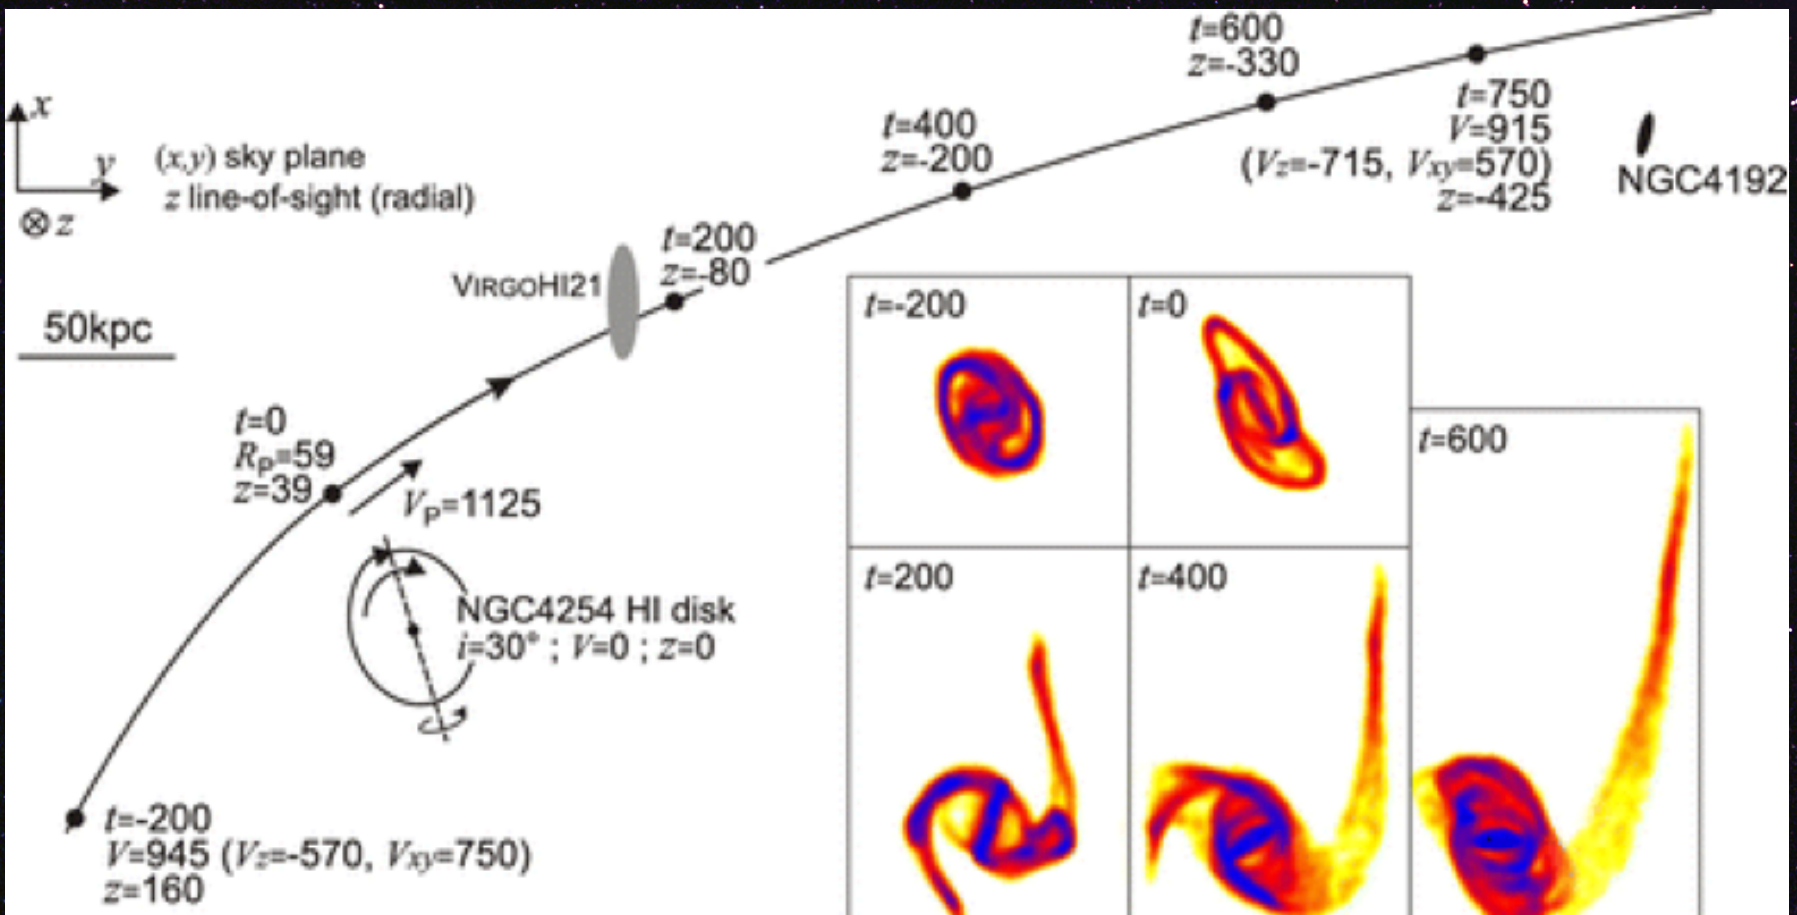 t=600
z=-330
x
y
(x,y) sky plane
z line-of-sight (radial)
⊗ z
t=400
z=-200
t=750
V=915
(Vz=-715, Vxy=570)
z=-425
NGC4192
t=200
z=-80
VIRGOHI21
50kpc
t=0
RP=59
z=39
VP=1125
NGC4254 HI disk
i=30° ; V=0 ; z=0
t=-200
V=945 (Vz=-570, Vxy=750)
z=160
t=-200
t=0
t=600
t=200
t=400